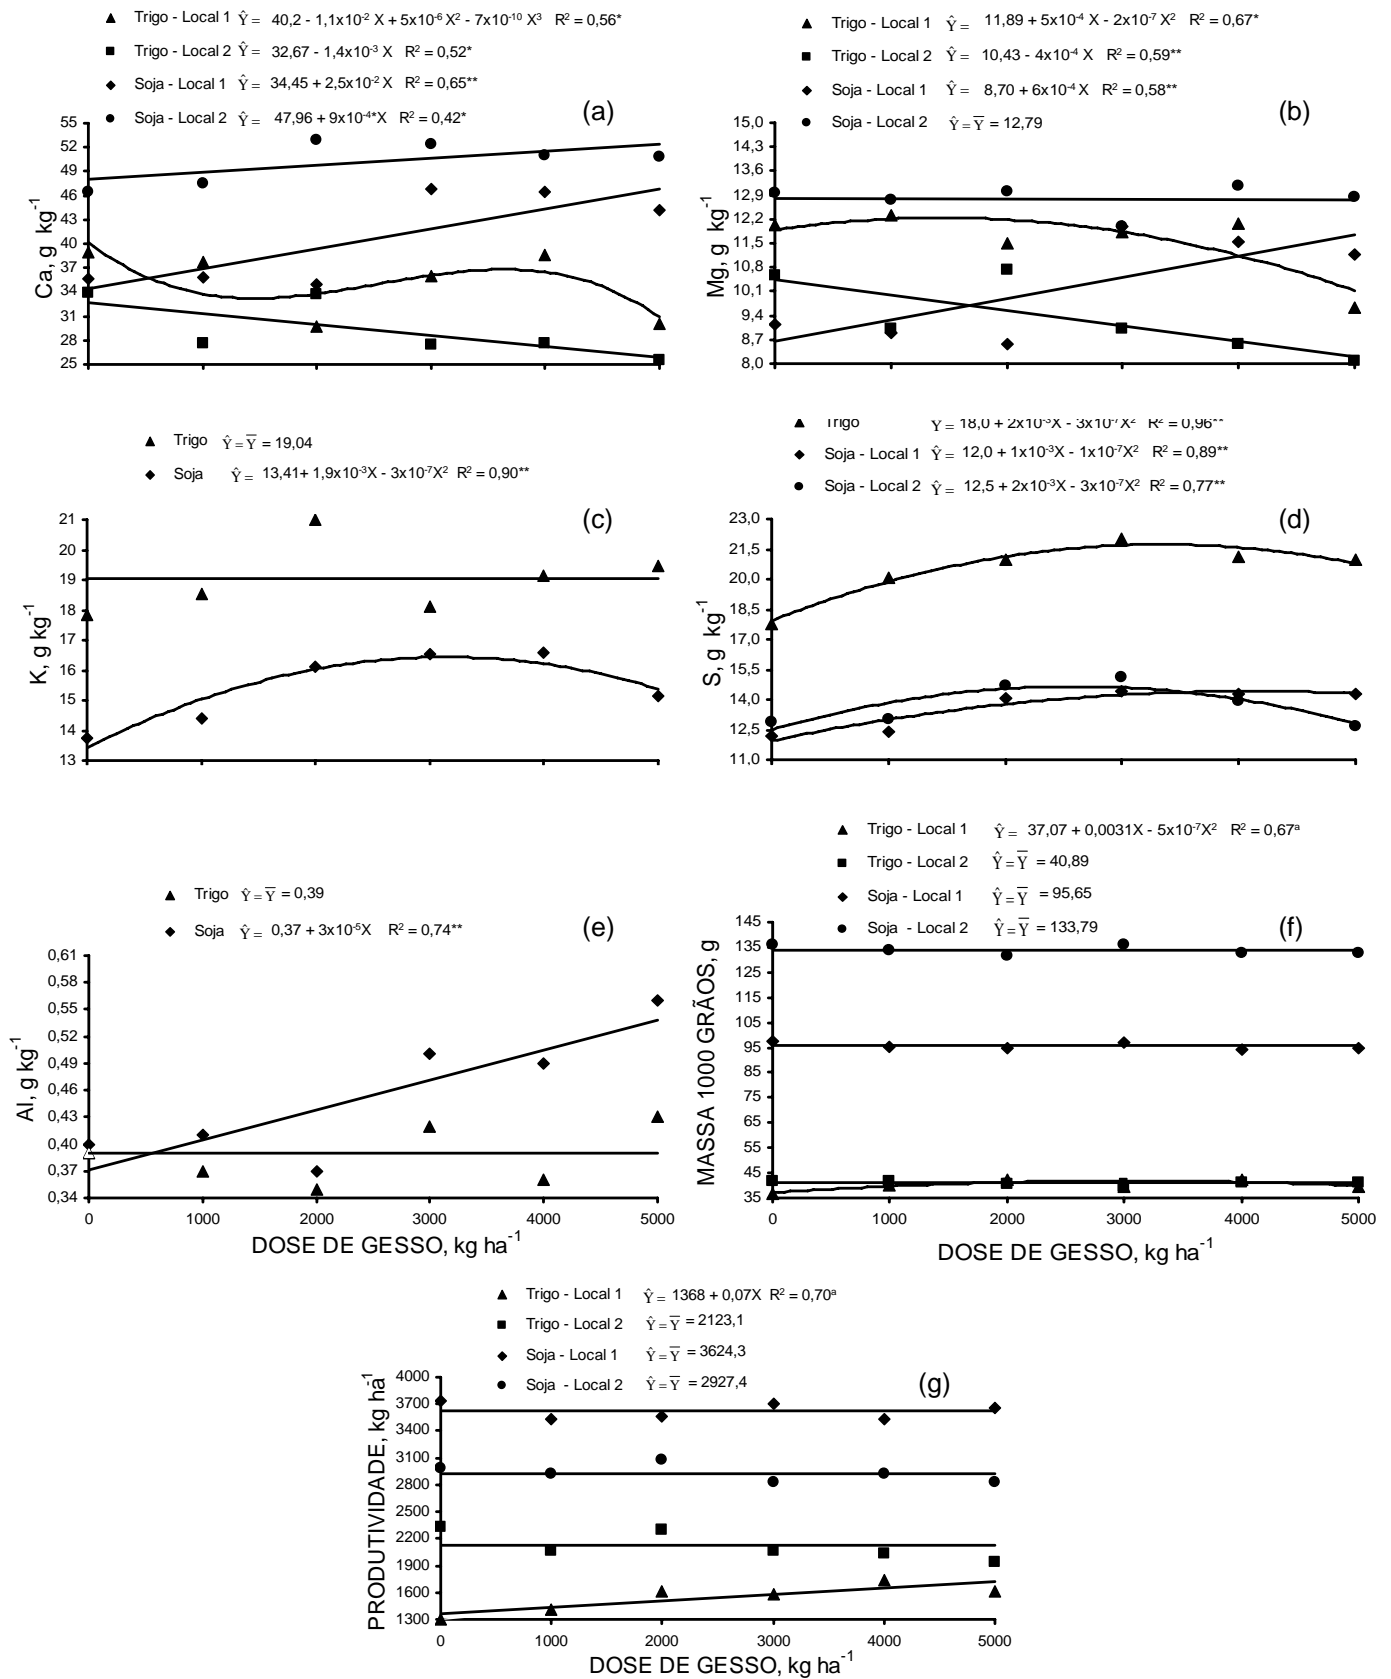 Trigo - Local 1 Ŷ = 40,2 - 1,1x10⁻² X + 5x10⁻⁶ X² - 7x10⁻¹⁰ X³ R² = 0,56*
Trigo - Local 2 Ŷ = 32,67 - 1,4x10⁻³ X R² = 0,52*
Soja - Local 1 Ŷ = 34,45 + 2,5x10⁻² X R² = 0,65**
Soja - Local 2 Ŷ = 47,96 + 9x10⁻⁴*X R² = 0,42*
(a)
55
52
49
46
43
40
37
34
31
28
25
Ca, g kg⁻¹
Trigo - Local 1 Ŷ = 11,89 + 5x10⁻⁴ X - 2x10⁻⁷ X² R² = 0,67*
Trigo - Local 2 Ŷ = 10,43 - 4x10⁻⁴ X R² = 0,59**
Soja - Local 1 Ŷ = 8,70 + 6x10⁻⁴ X R² = 0,58**
Soja - Local 2 Ŷ = Y̅ = 12,79
(b)
15,0
14,3
13,6
12,9
12,2
11,5
10,8
10,1
9,4
8,7
8,0
Mg, g kg⁻¹
Trigo Ŷ = Y̅ = 19,04
Soja Ŷ = 13,41+ 1,9x10⁻³X - 3x10⁻⁷X² R² = 0,90**
(c)
21
20
19
18
17
16
15
14
13
K, g kg⁻¹
Trigo Y = 18,0 + 2x10⁻³X - 3x10⁻⁷X² R² = 0,96**
Soja - Local 1 Ŷ = 12,0 + 1x10⁻³X - 1x10⁻⁷X² R² = 0,89**
Soja - Local 2 Ŷ = 12,5 + 2x10⁻³X - 3x10⁻⁷X² R² = 0,77**
(d)
23,0
21,5
20,0
18,5
17,0
15,5
14,0
12,5
11,0
S, g kg⁻¹
Trigo Ŷ = Y̅ = 0,39
Soja Ŷ = 0,37 + 3x10⁻⁵X R² = 0,74**
(e)
0,61
0,58
0,55
0,52
0,49
0,46
0,43
0,40
0,37
0,34
Al, g kg⁻¹
0 1000 2000 3000 4000 5000
DOSE DE GESSO, kg ha⁻¹
Trigo - Local 1 Ŷ = 37,07 + 0,0031X - 5x10⁻⁷X² R² = 0,67ª
Trigo - Local 2 Ŷ = Y̅ = 40,89
Soja - Local 1 Ŷ = Y̅ = 95,65
Soja - Local 2 Ŷ = Y̅ = 133,79
(f)
145
135
125
115
105
95
85
75
65
55
45
35
MASSA 1000 GRÃOS, g
0 1000 2000 3000 4000 5000
DOSE DE GESSO, kg ha⁻¹
Trigo - Local 1 Ŷ = 1368 + 0,07X R² = 0,70ª
Trigo - Local 2 Ŷ = Y̅ = 2123,1
Soja - Local 1 Ŷ = Y̅ = 3624,3
Soja - Local 2 Ŷ = Y̅ = 2927,4
(g)
4000
3700
3400
3100
2800
2500
2200
1900
1600
1300
PRODUTIVIDADE, kg ha⁻¹
0 1000 2000 3000 4000 5000
DOSE DE GESSO, kg ha⁻¹